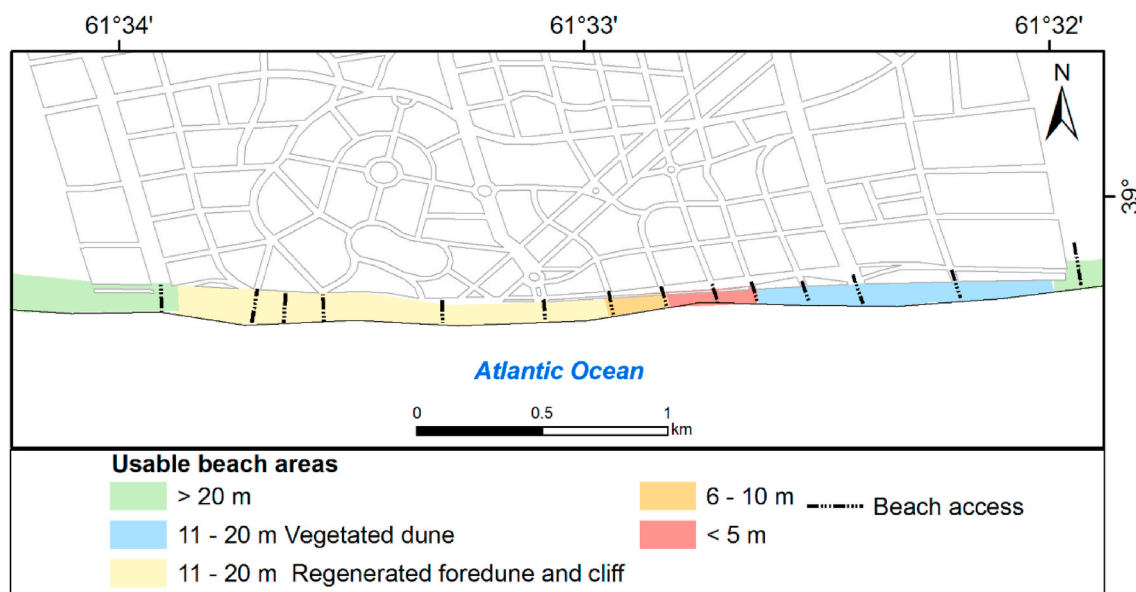 61°34' 61°33' 61°32'
N
39°
Atlantic Ocean
0 0.5 1
km
Usable beach areas
> 20 m
11 - 20 m Vegetated dune
11 - 20 m Regenerated foredune and cliff
6 - 10 m
< 5 m
Beach access